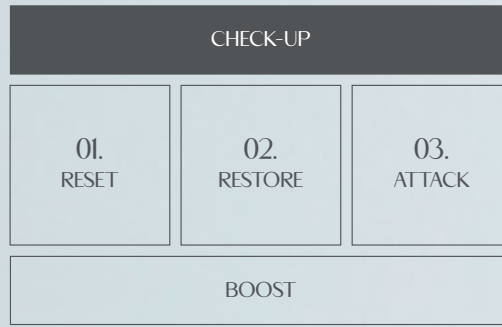 CHECK-UP
01.
RESET
02.
RESTORE
03.
ATTACK
BOOST